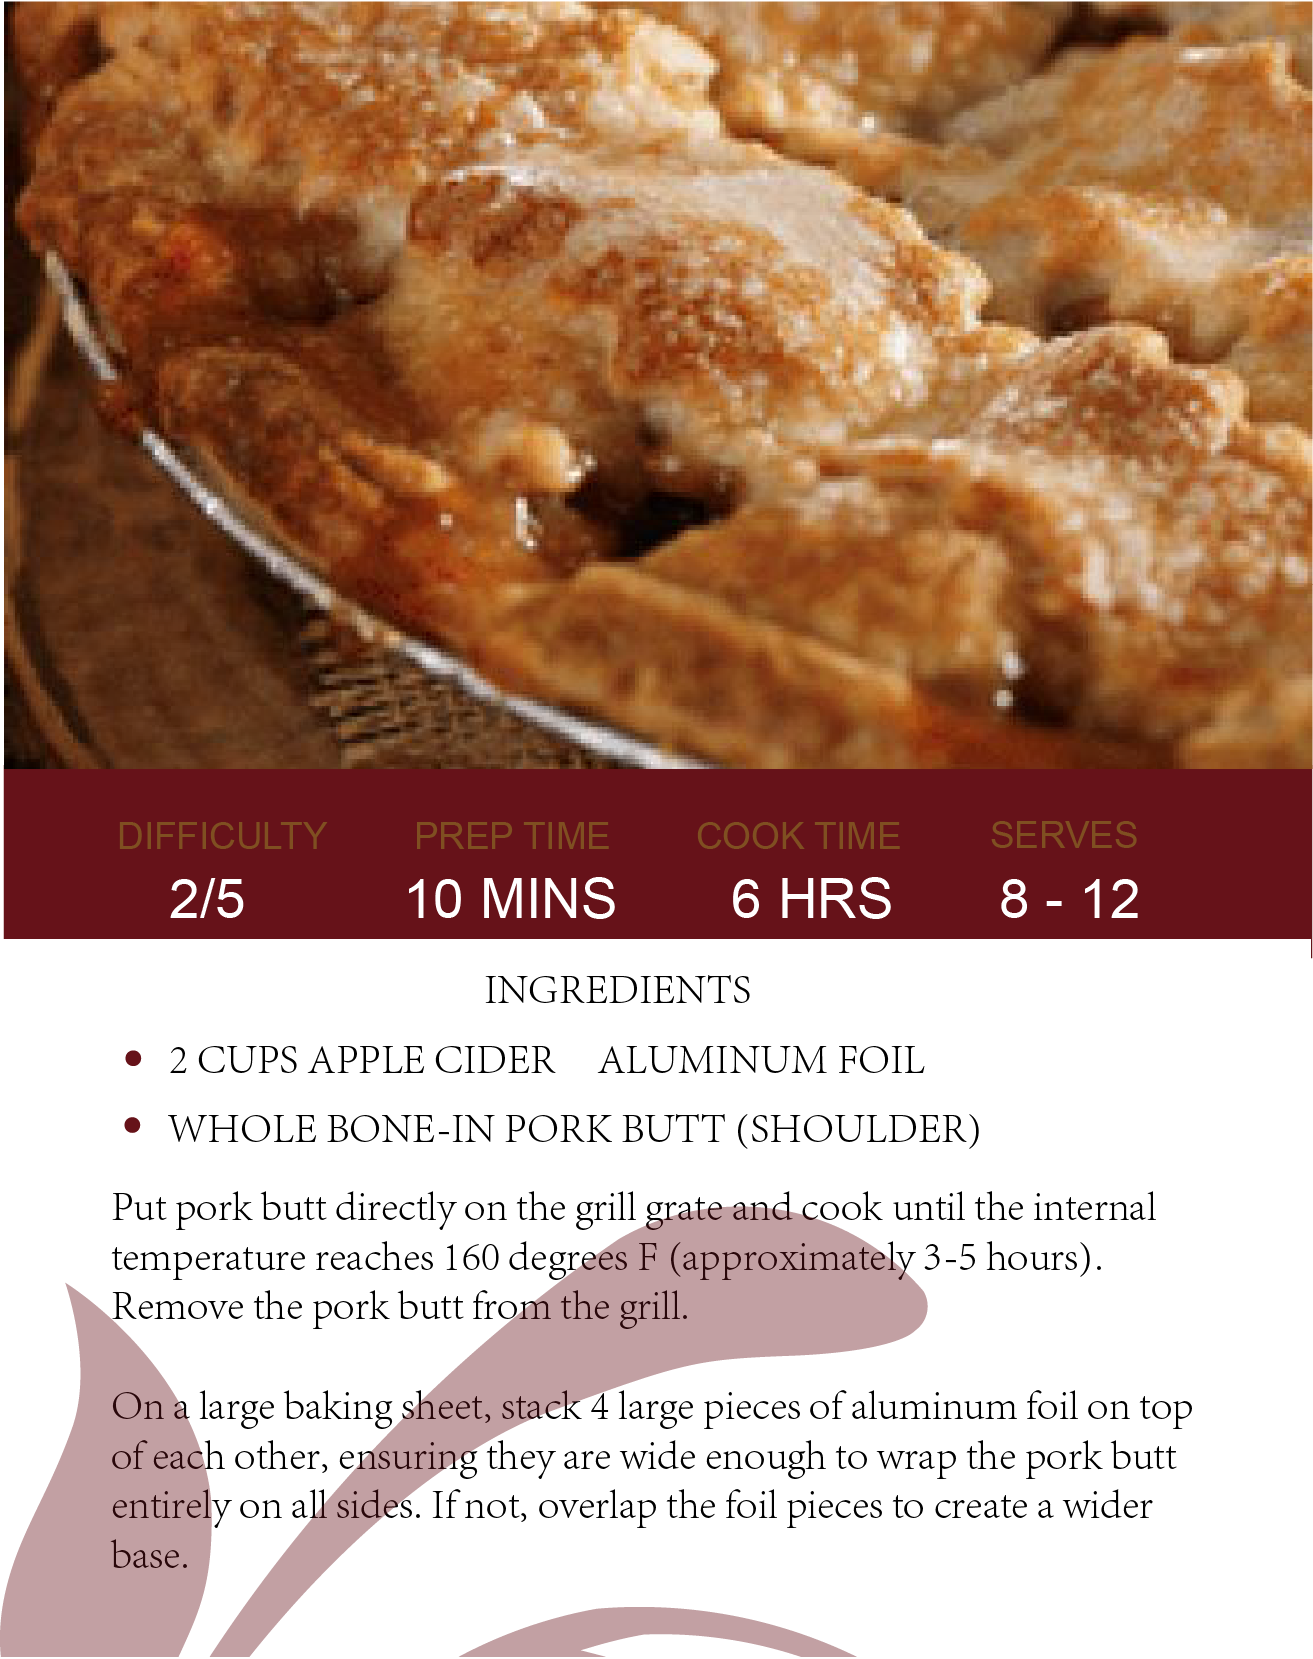 DIFFICULTY PREP TIME COOK TIME SERVES
2/5 10 MINS 6 HRS 8 - 12
INGREDIENTS
• 2 CUPS APPLE CIDER ALUMINUM FOIL
• WHOLE BONE-IN PORK BUTT (SHOULDER)
Put pork butt directly on the grill grate and cook until the internal
temperature reaches 160 degrees F (approximately 3-5 hours).
Remove the pork butt from the grill.
On a large baking sheet, stack 4 large pieces of aluminum foil on top
of each other, ensuring they are wide enough to wrap the pork butt
entirely on all sides. If not, overlap the foil pieces to create a wider
base.